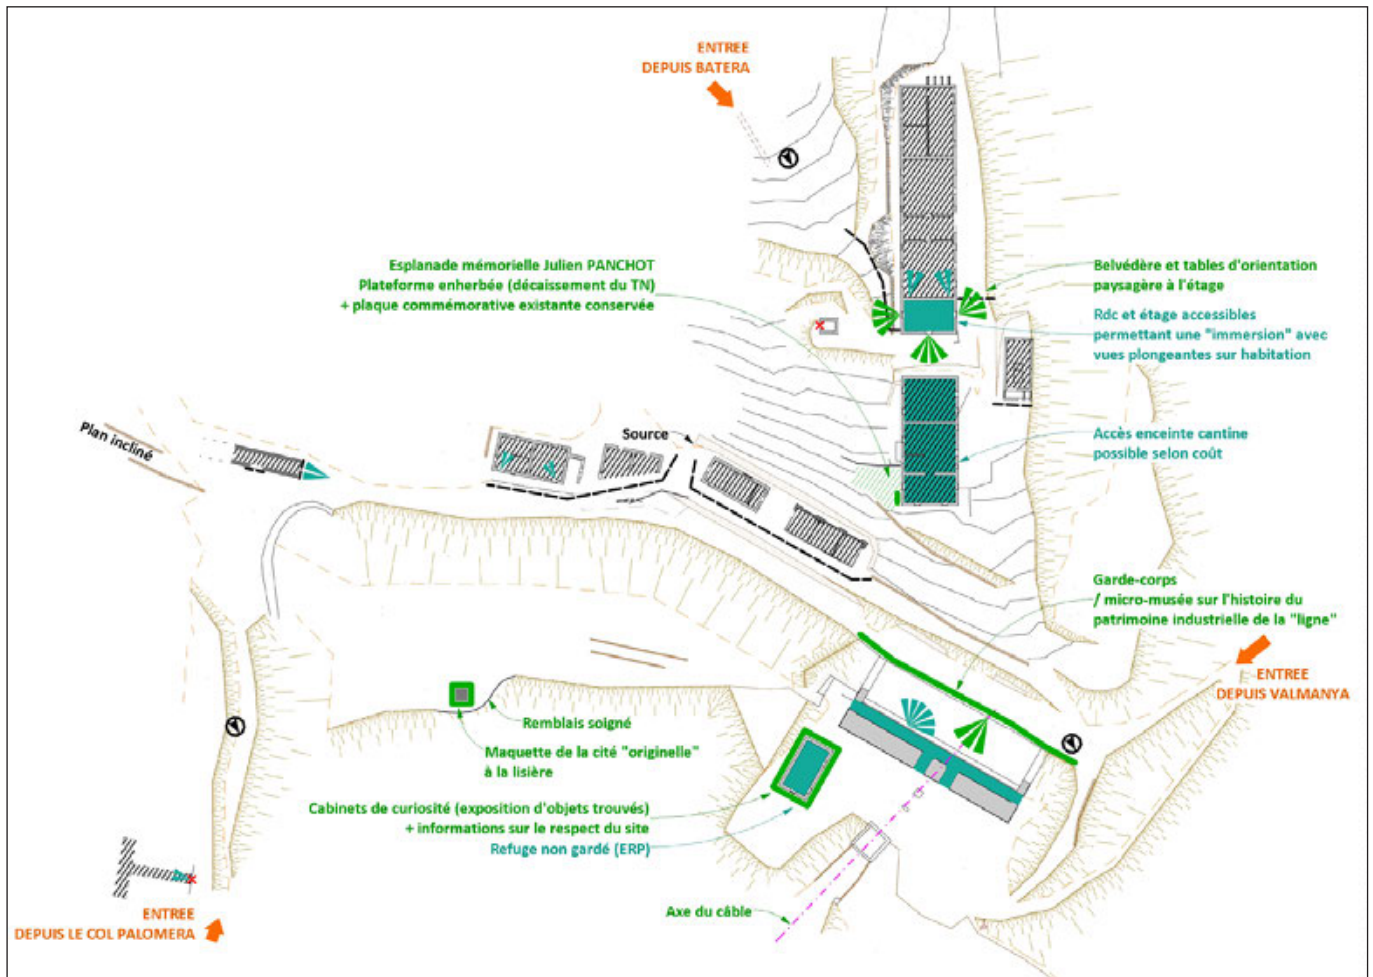 ENTREE
DEPUIS BATERA
Esplanade mémorielle Julien PANCHOT
Plateforme enherbée (décaissement du TN)
+ plaque commémorative existante conservée
Belvédère et tables d'orientation
paysagère à l'étage
Rdc et étage accessibles
permettant une "immersion" avec
vues plongeantes sur habitation
Plan incliné
Source
Accès enceinte cantine
possible selon coût
Garde-corps
/ micro-musée sur l'histoire du
patrimoine industrielle de la "ligne"
ENTREE
DEPUIS VALMANYA
Remblais soigné
Maquette de la cité "originelle"
à la lisière
Cabinets de curiosité (exposition d'objets trouvés)
+ informations sur le respect du site
Refuge non gardé (ERP)
Axe du câble
ENTREE
DEPUIS LE COL PALOMERA